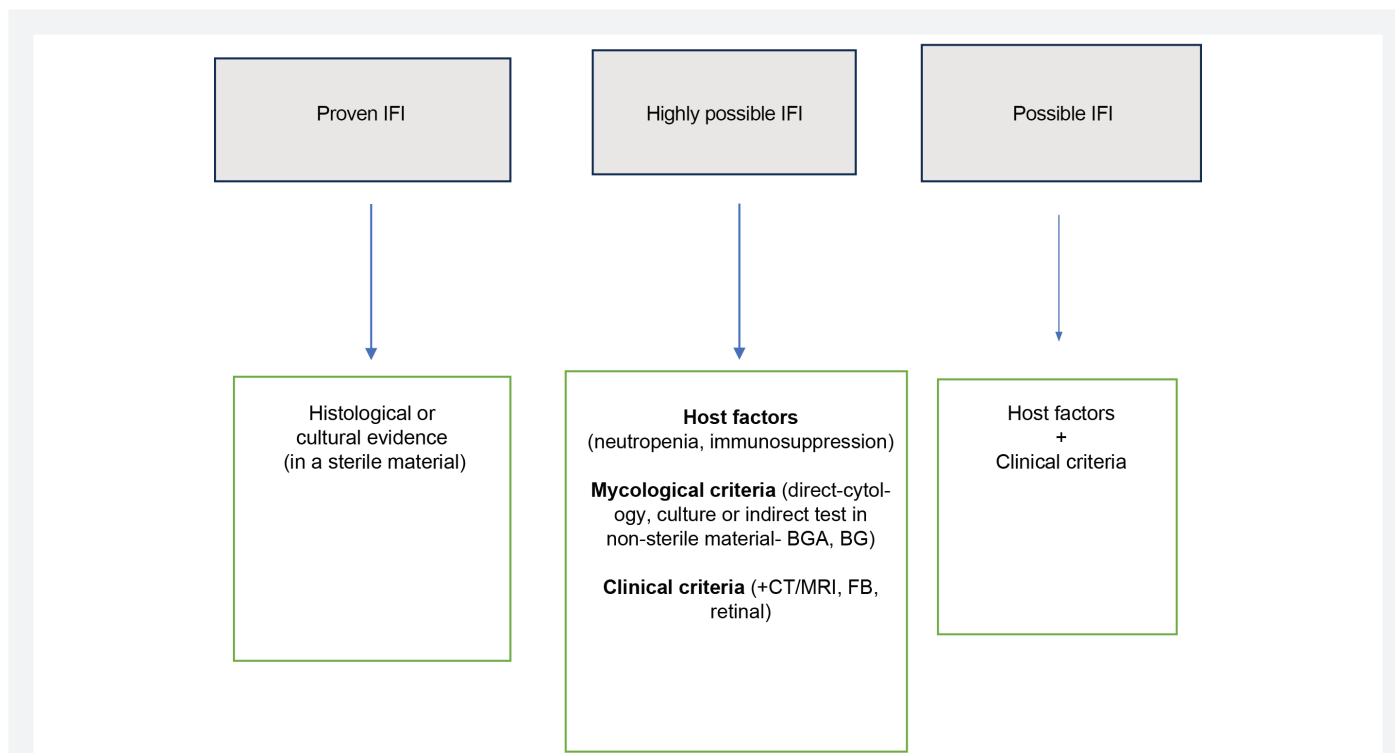 Proven IFI
Highly possible IFI
Possible IFI
Histological or
cultural evidence
(in a sterile material)
Host factors
(neutropenia, immunosuppression)
Mycological criteria (direct-cytol-
ogy, culture or indirect test in
non-sterile material- BGA, BG)
Clinical criteria (+CT/MRI, FB,
retinal)
Host factors
+
Clinical criteria